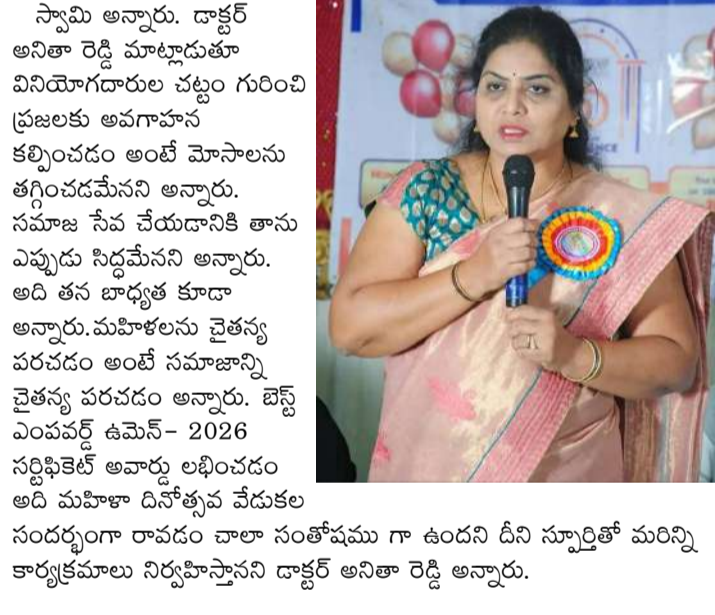 స్వామి అన్నారు. డాక్టర్
అనితా రెడ్డి మాట్లాడుతూ
వినియోగదారుల చట్టం గురించి
ప్రజలకు అవగాహన
కల్పించడం అంటే మోసాలను
తగ్గించడమేనని అన్నారు.
సమాజ సేవ చేయడానికి తాను
ఎప్పుడు సిద్ధమేనని అన్నారు.
అది తన బాధ్యత కూడా
అన్నారు.మహిళలను చైతన్య
పరచడం అంటే సమాజాన్ని
చైతన్య పరచడం అన్నారు. బెస్ట్
ఎంపవర్డ్ ఉమెన్- 2026
సర్టిఫికెట్ అవార్డు లభించడం
అది మహిళా దినోత్సవ వేడుకల
సందర్భంగా రావడం చాలా సంతోషము గా ఉందని దీని స్ఫూర్తితో మరిన్ని
కార్యక్రమాలు నిర్వహిస్తానని డాక్టర్ అనితా రెడ్డి అన్నారు.